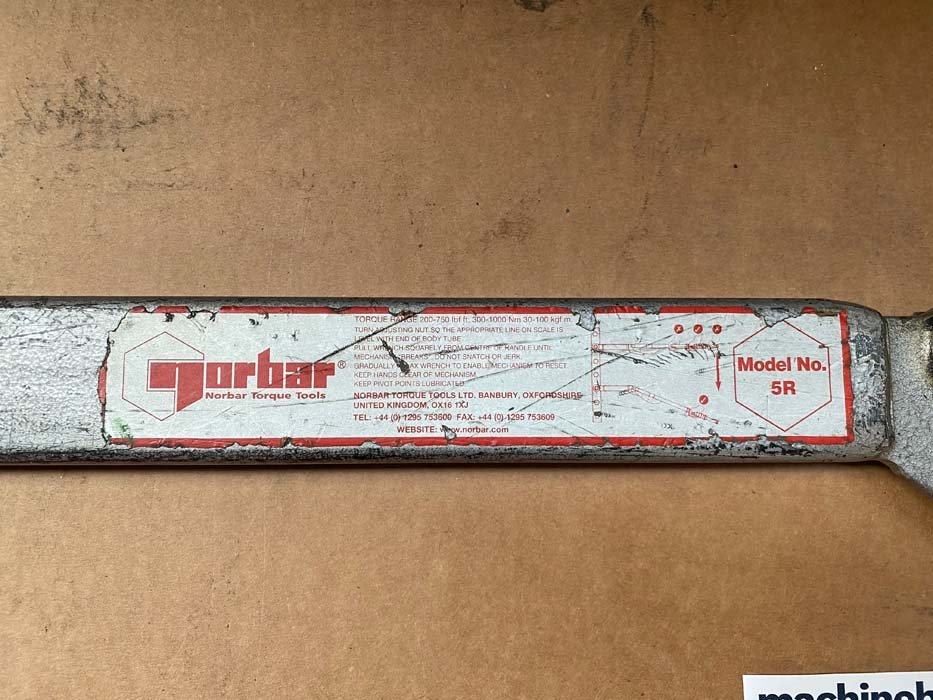 norbar®
Norbar Torque Tools
TORQUE RANGE 200-750 lbf ft, 300-1000 Nm 30-100 kgf m.
TURN ADJUSTING NUT SO THE APPROPRIATE LINE ON SCALE IS
LEVEL WITH END OF BODY TUBE
PULL WRENCH SQUARELY FROM CENTRE OF HANDLE UNTIL
MECHANISM "BREAKS". DO NOT SNATCH OR JERK.
GRADUALLY RELAX WRENCH TO ENABLE MECHANISM TO RESET
KEEP HANDS CLEAR OF MECHANISM
KEEP PIVOT POINTS LUBRICATED
NORBAR TORQUE TOOLS LTD. BANBURY, OXFORDSHIRE
UNITED KINGDOM, OX16 1XJ
TEL: +44 (0) 1295 753600 FAX: +44 (0) 1295 753609
WEBSITE: www.norbar.com
Model No.
5R